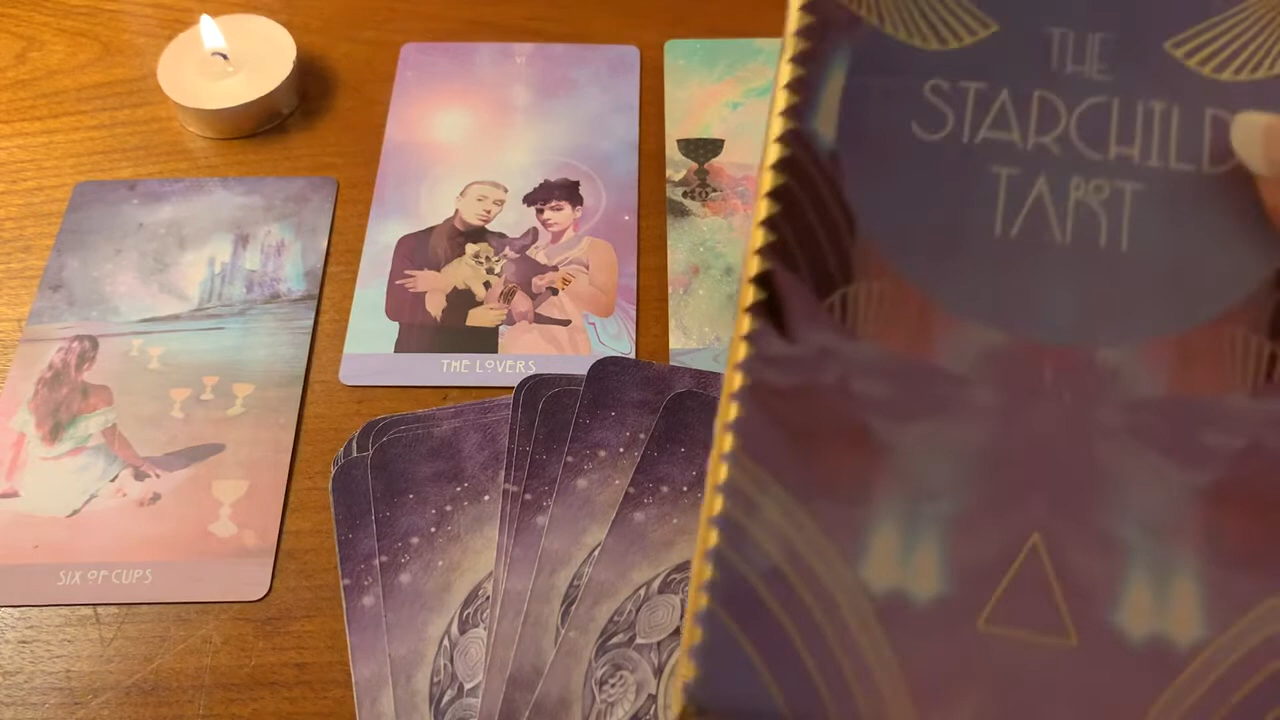 VI
THE LOVERS
SIX OF CUPS
THE
STARCHILD
TAROT